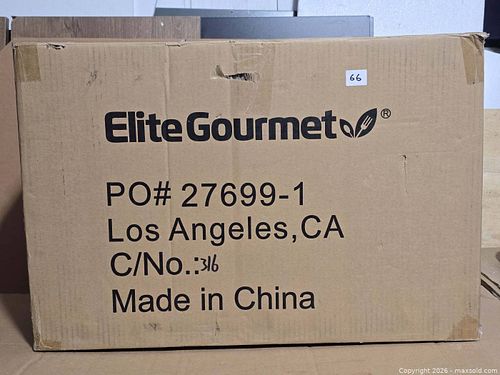 66
Elite Gourmet®
PO# 27699-1
Los Angeles,CA
C/No.:316
Made in China
Copyright 2026 - maxsold.com